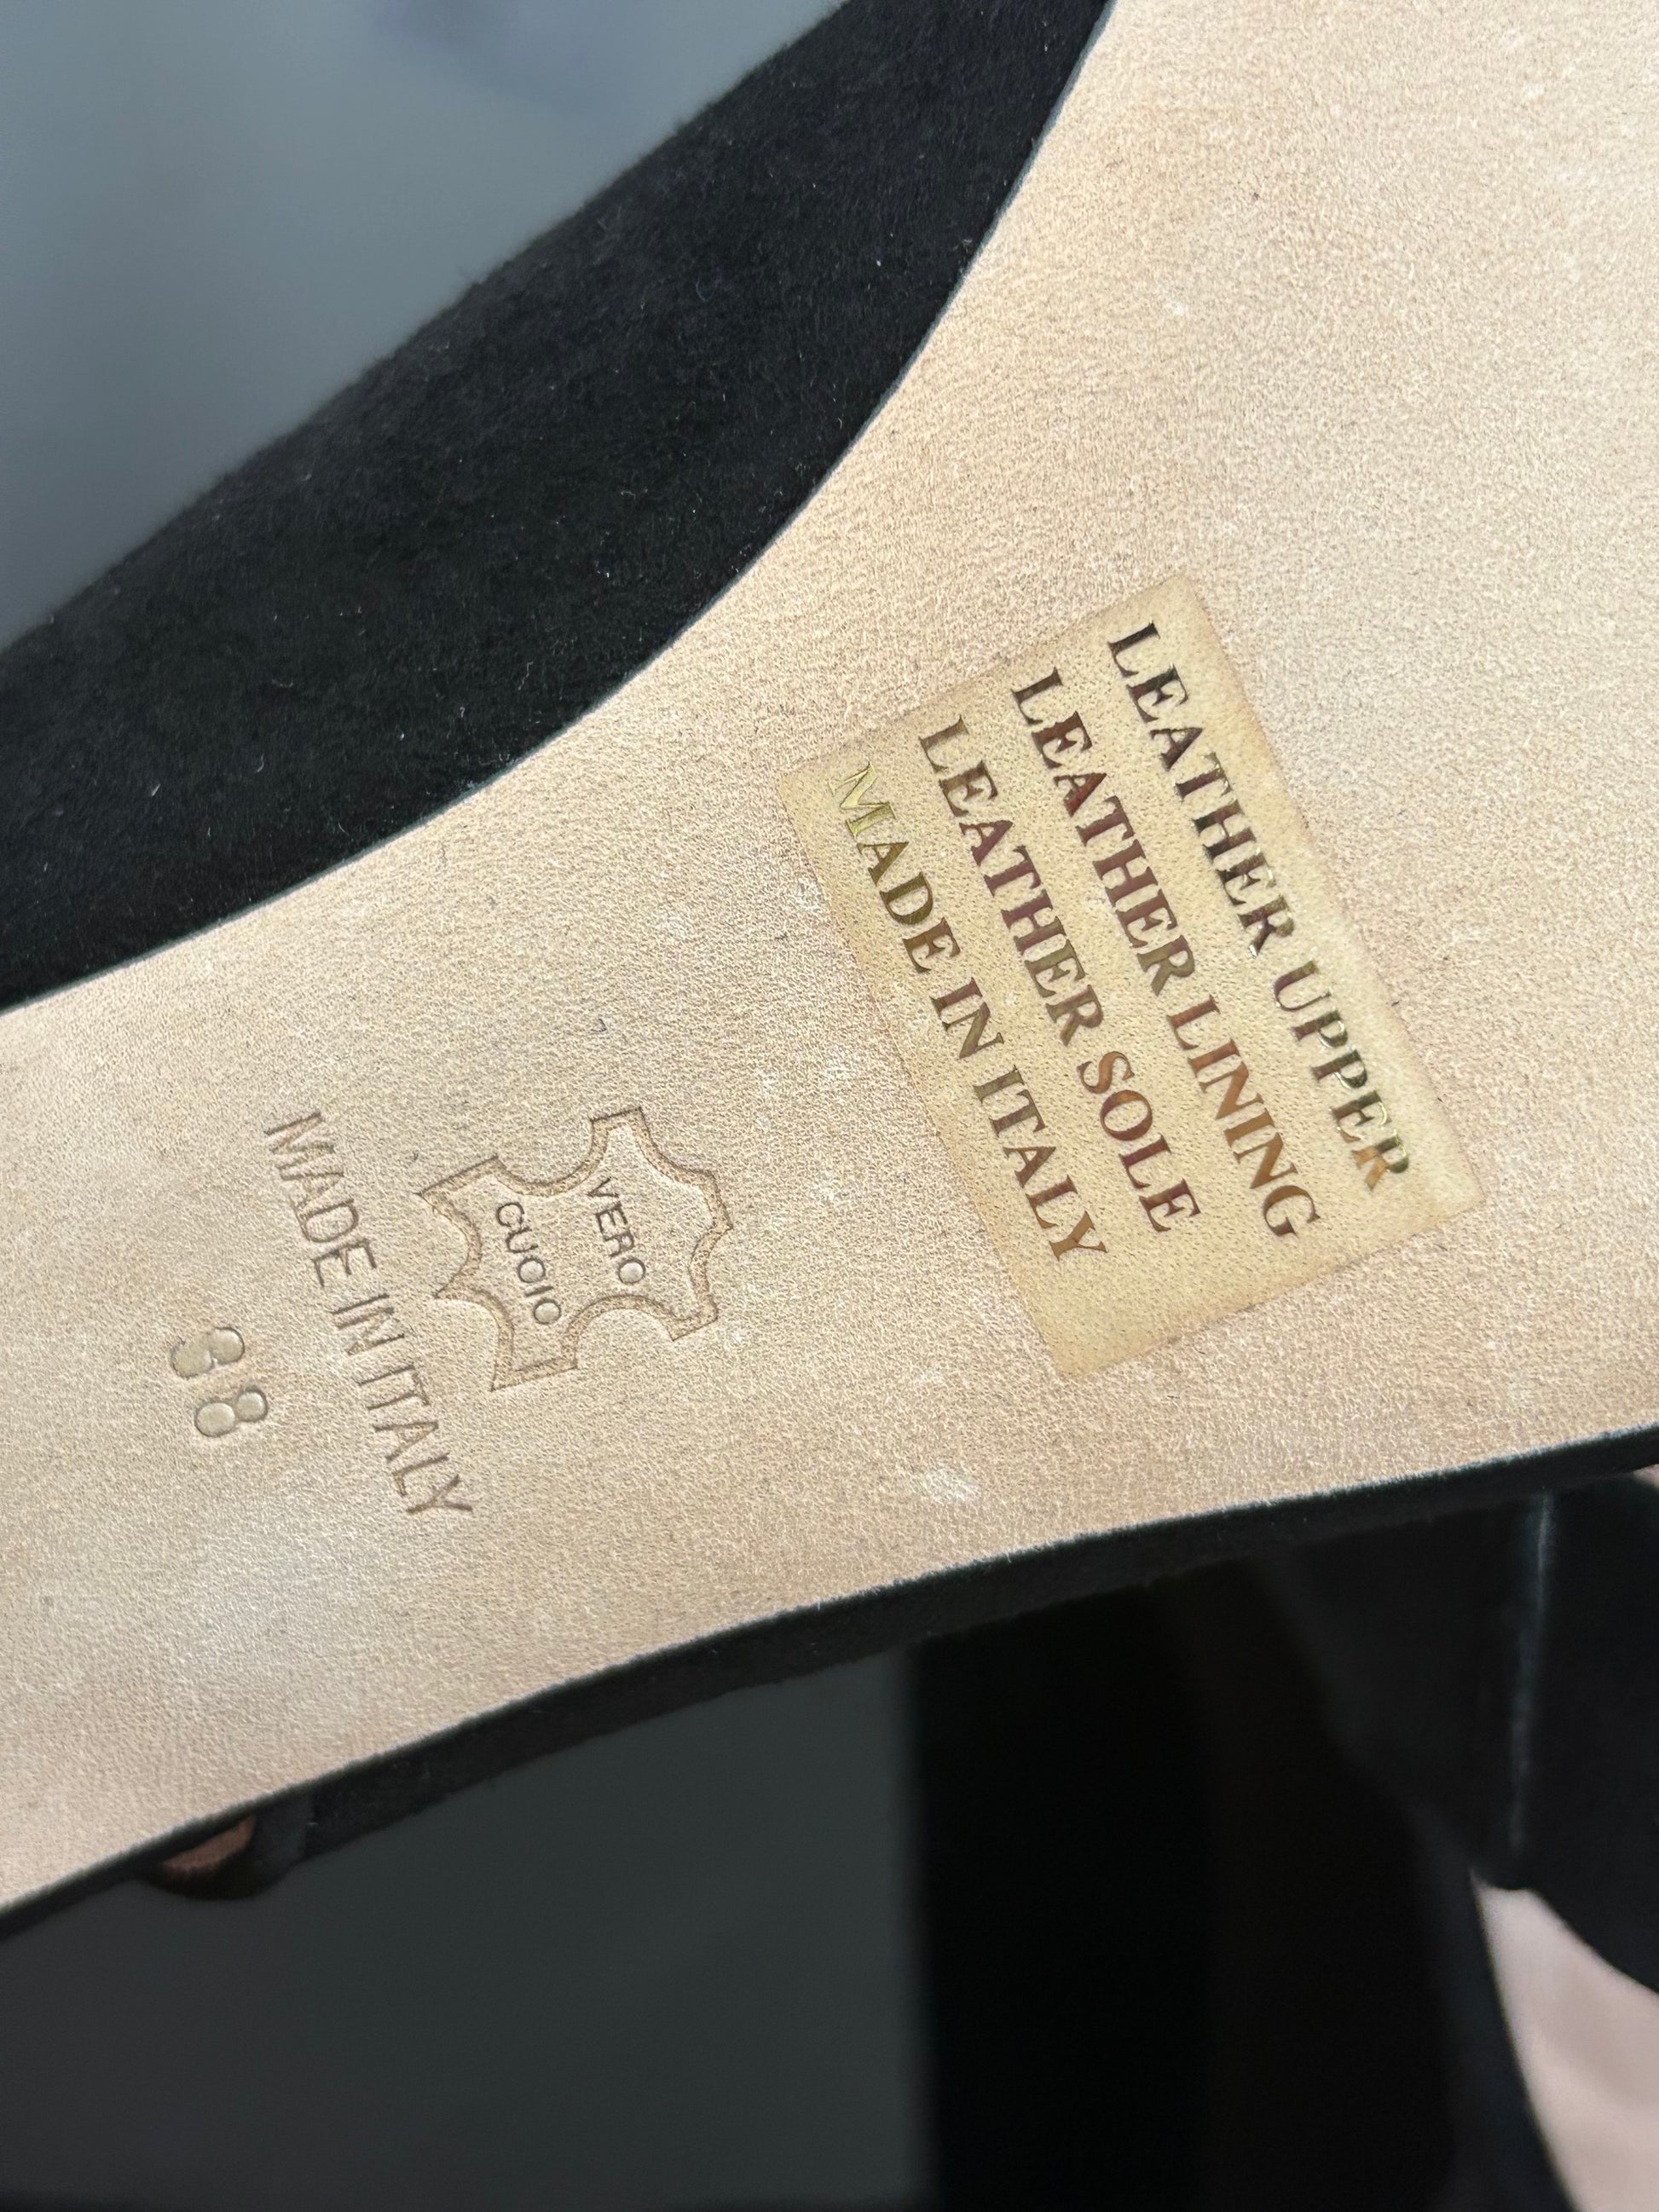 LEATHER UPPER
LEATHER LINING
LEATHER SOLE
MADE IN ITALY
VERO
CUOIO
MADE IN ITALY
38